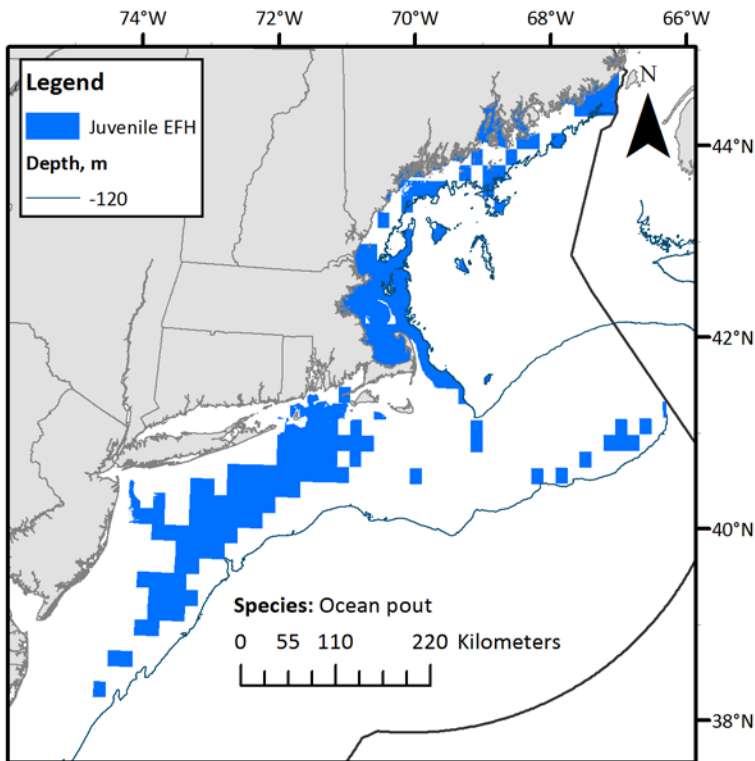 74°W 72°W 70°W 68°W 66°W
Legend
Juvenile EFH
Depth, m
-120
N
44°N
42°N
40°N
Species: Ocean pout
0 55 110 220 Kilometers
38°N